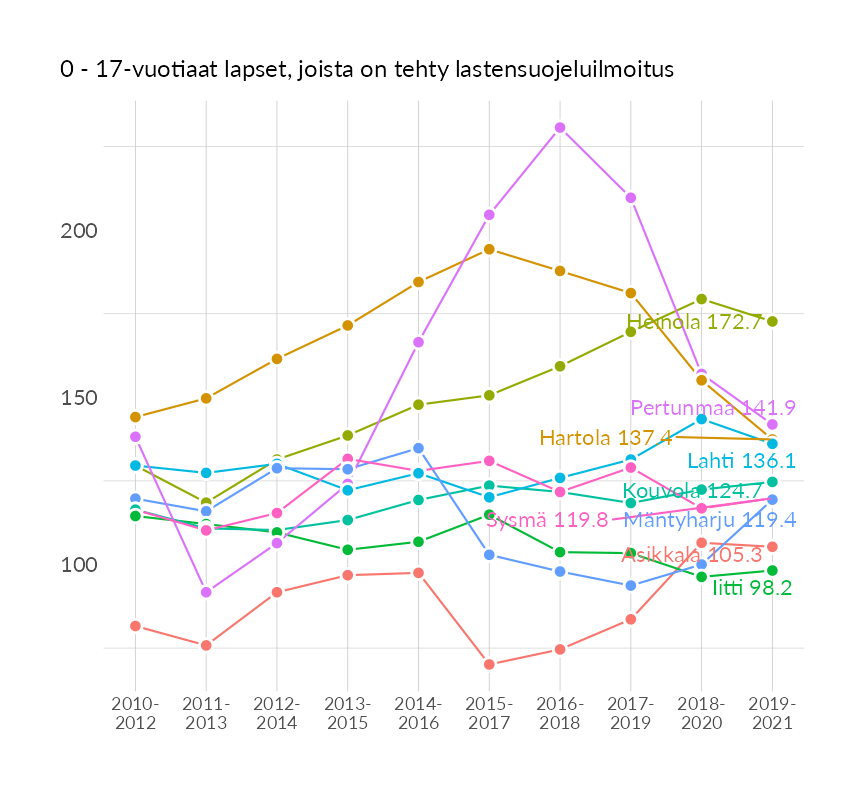 0 - 17-vuotiaat lapset, joista on tehty lastensuojeluilmoitus
200
150
100
Heinola 172.7
Pertunmaa 141.9
Hartola 137.4
Lahti 136.1
Kouvola 124.7
Sysmä 119.8
Mäntyharju 119.4
Asikkala 105.3
Iitti 98.2
2010-
2012
2011-
2013
2012-
2014
2013-
2015
2014-
2016
2015-
2017
2016-
2018
2017-
2019
2018-
2020
2019-
2021